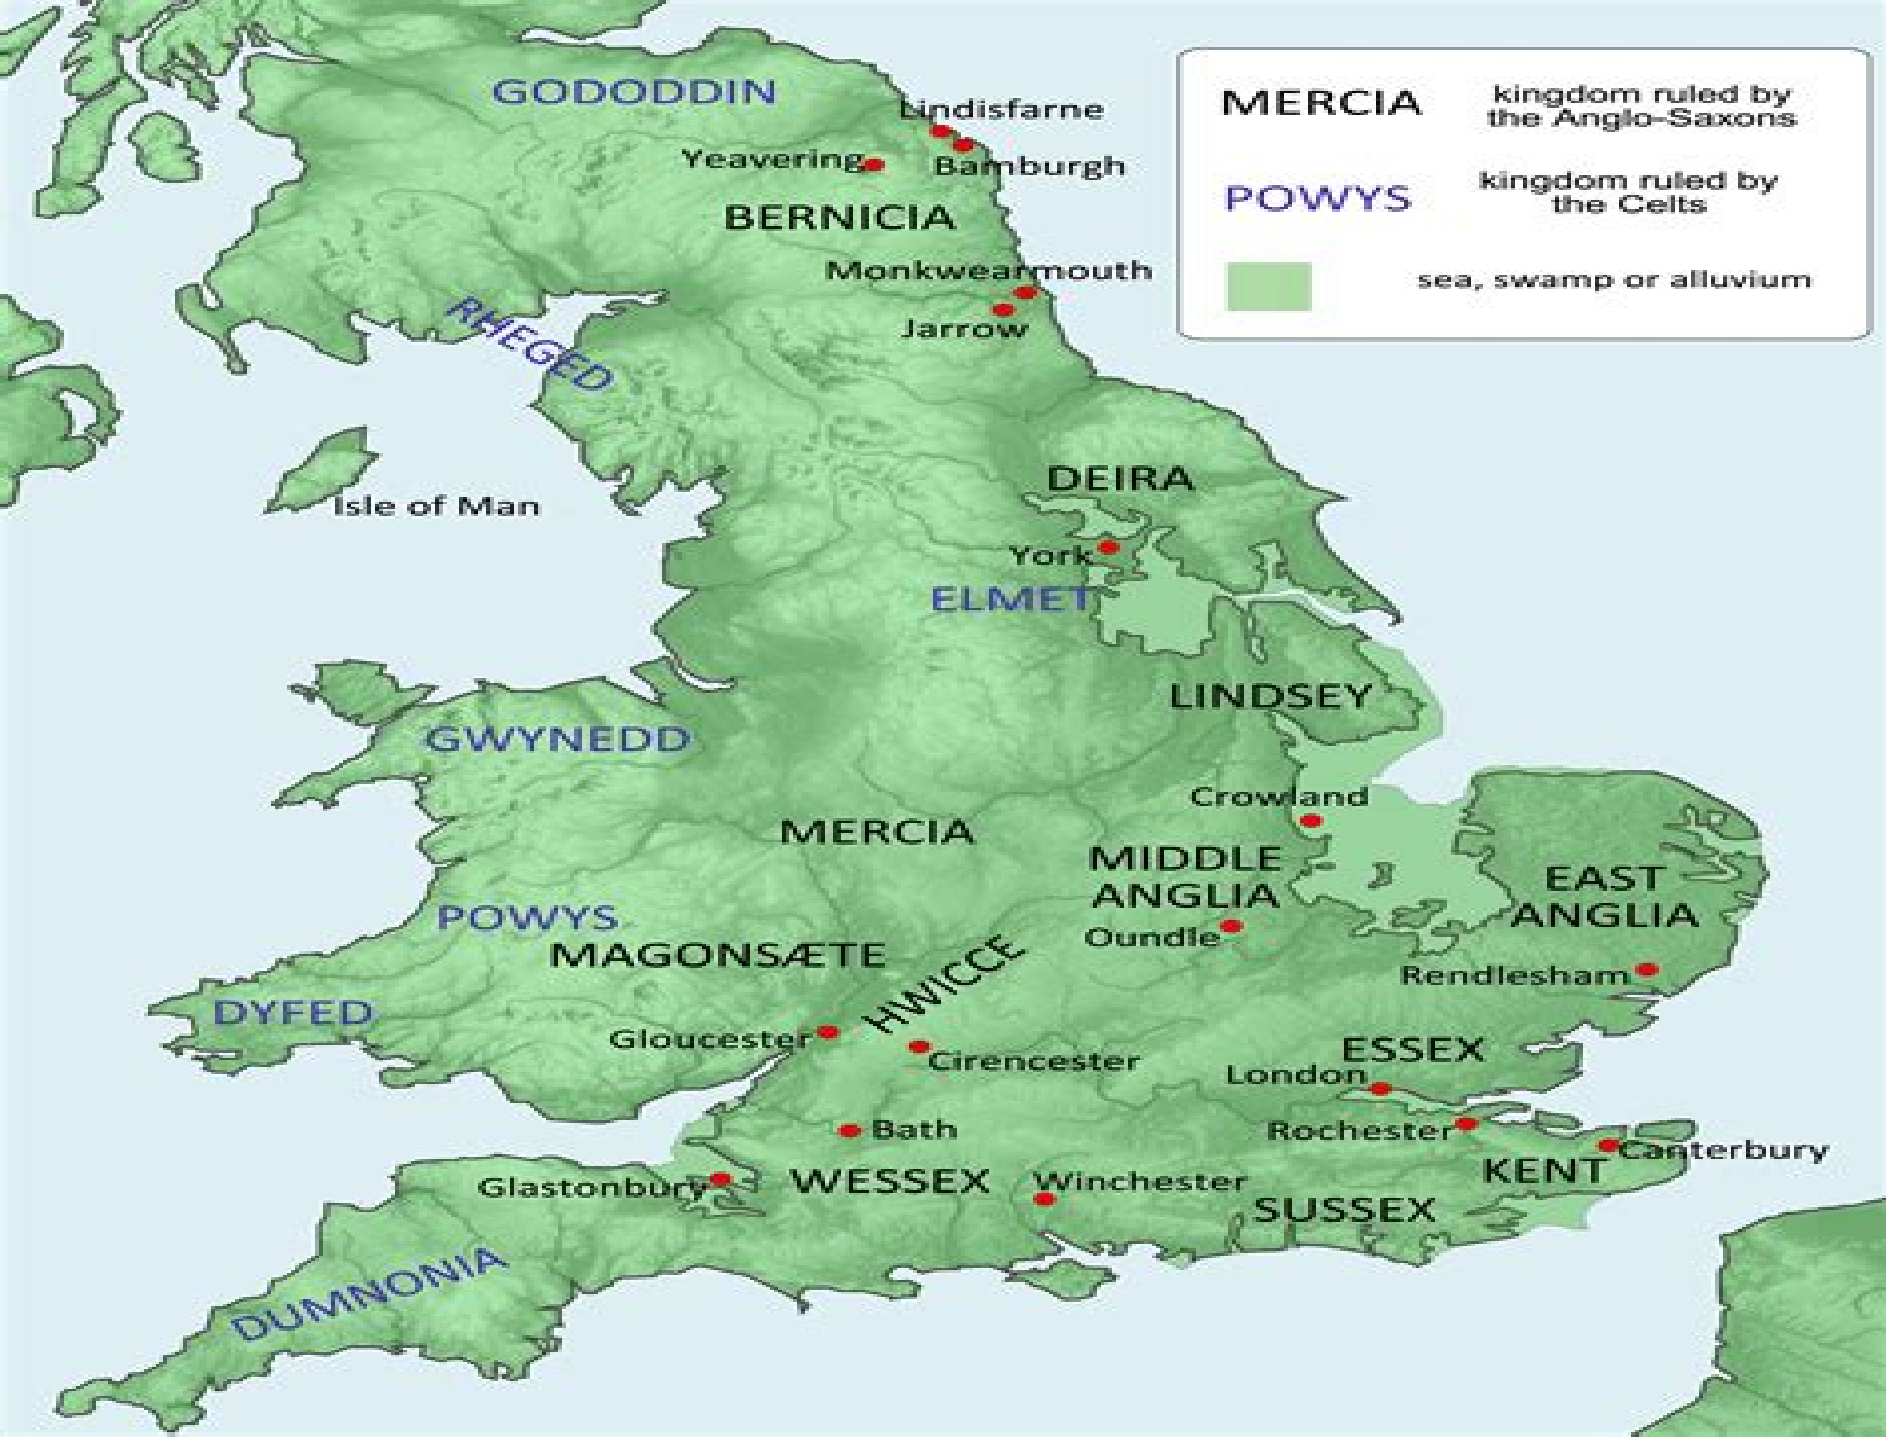 GODODDIN
Lindisfarne
Yeavering
Bamburgh
BERNICIA
Monkwearmouth
Jarrow
RHEGED
MERCIA
kingdom ruled by
the Anglo-Saxons
POWYS
kingdom ruled by
the Celts
sea, swamp or alluvium
DEIRA
Isle of Man
York
ELMET
LINDSEY
GWYNEDD
Crowland
MERCIA
MIDDLE
ANGLIA
EAST
ANGLIA
POWYS
Oundle
MAGONSÆTE
HWICCE
Rendlesham
DYFED
Gloucester
Cirencester
ESSEX
London
Bath
Rochester
Canterbury
KENT
Glastonbury
WESSEX
Winchester
SUSSEX
DUMNONIA